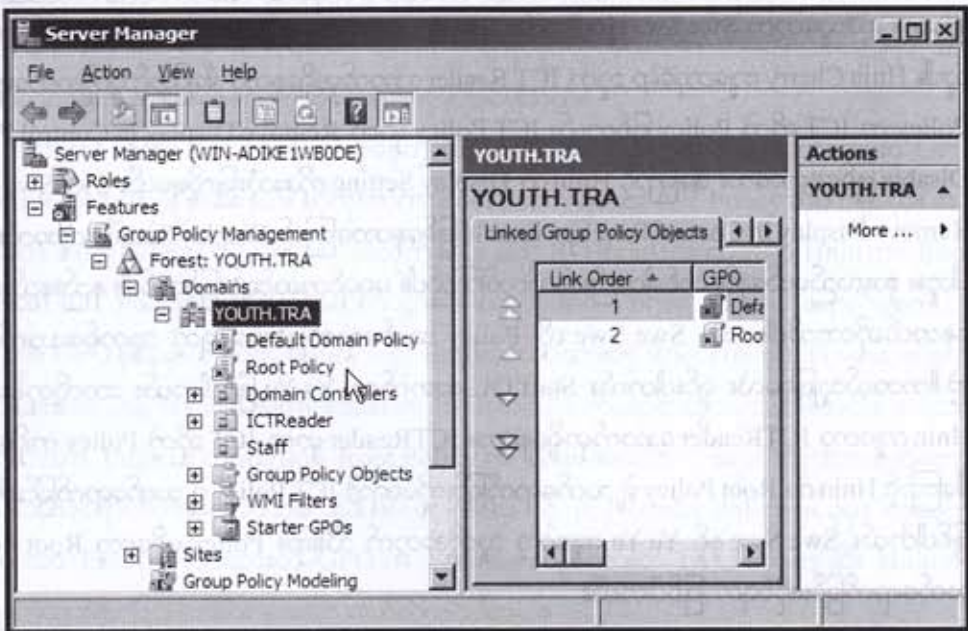 Server Manager
File Action View Help
Server Manager (WIN-ADIKE1WB0DE)
Roles
Features
Group Policy Management
Forest: YOUTH.TRA
Domains
YOUTH.TRA
Default Domain Policy
Root Policy
Domain Controllers
ICTReader
Staff
Group Policy Objects
WMI Filters
Starter GPOs
Sites
Group Policy Modeling
YOUTH.TRA
YOUTH.TRA
Linked Group Policy Objects
Link Order GPO
1 Defa
2 Roo
Actions
YOUTH.TRA
More ...